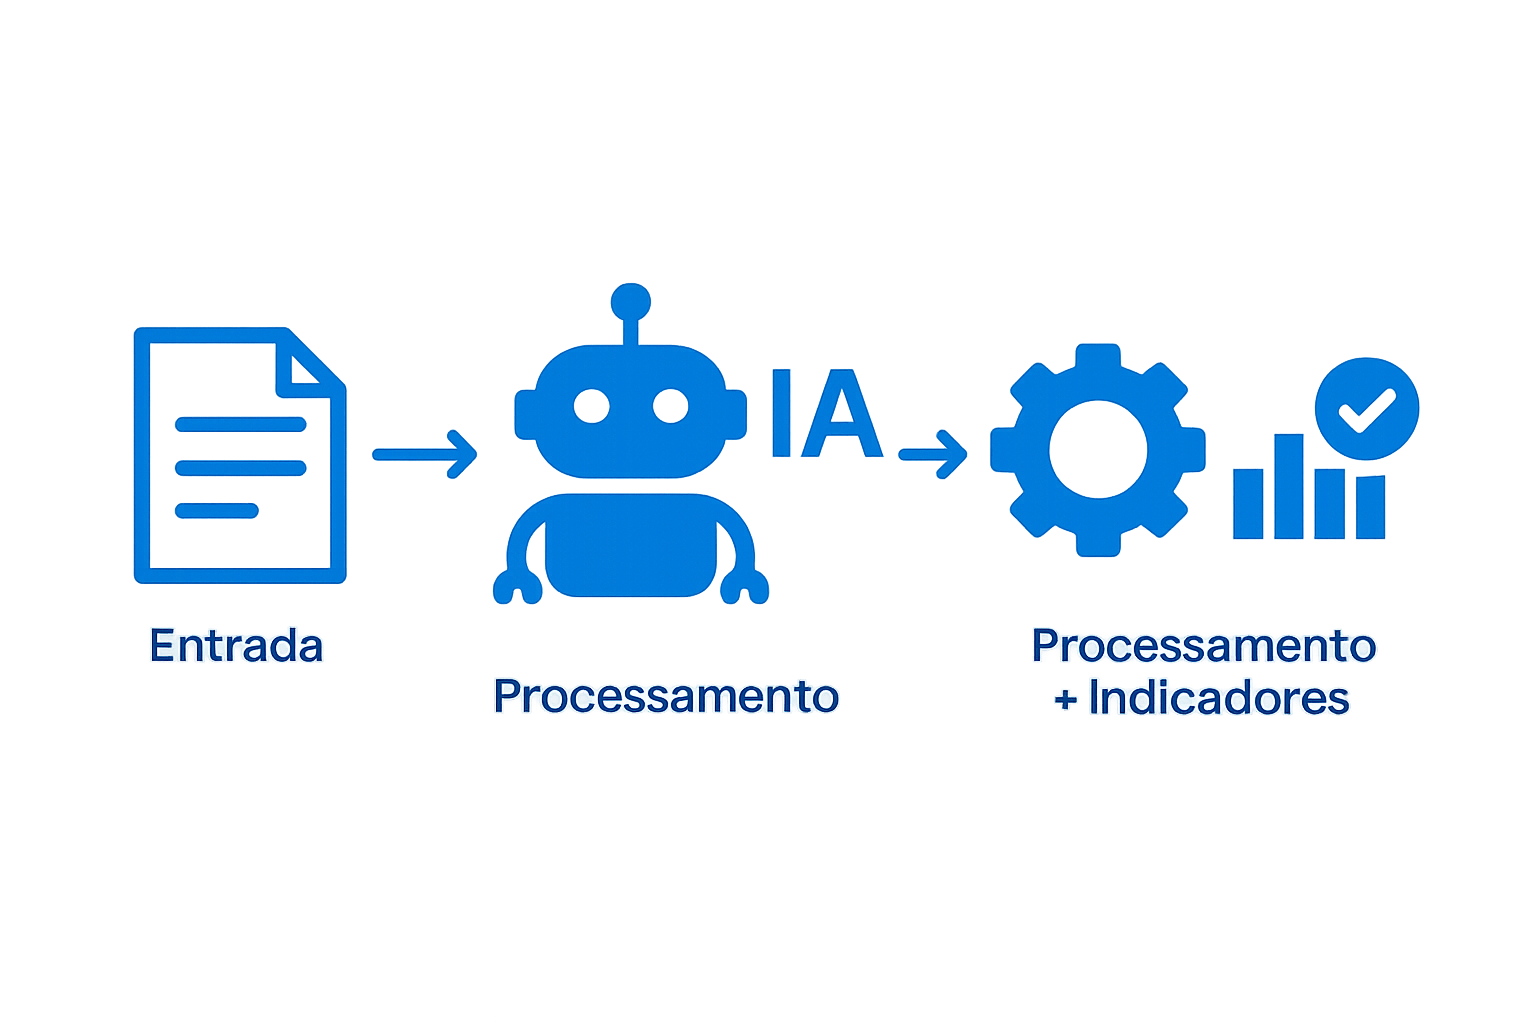 IA
Entrada
Processamento
Processamento
+ Indicadores